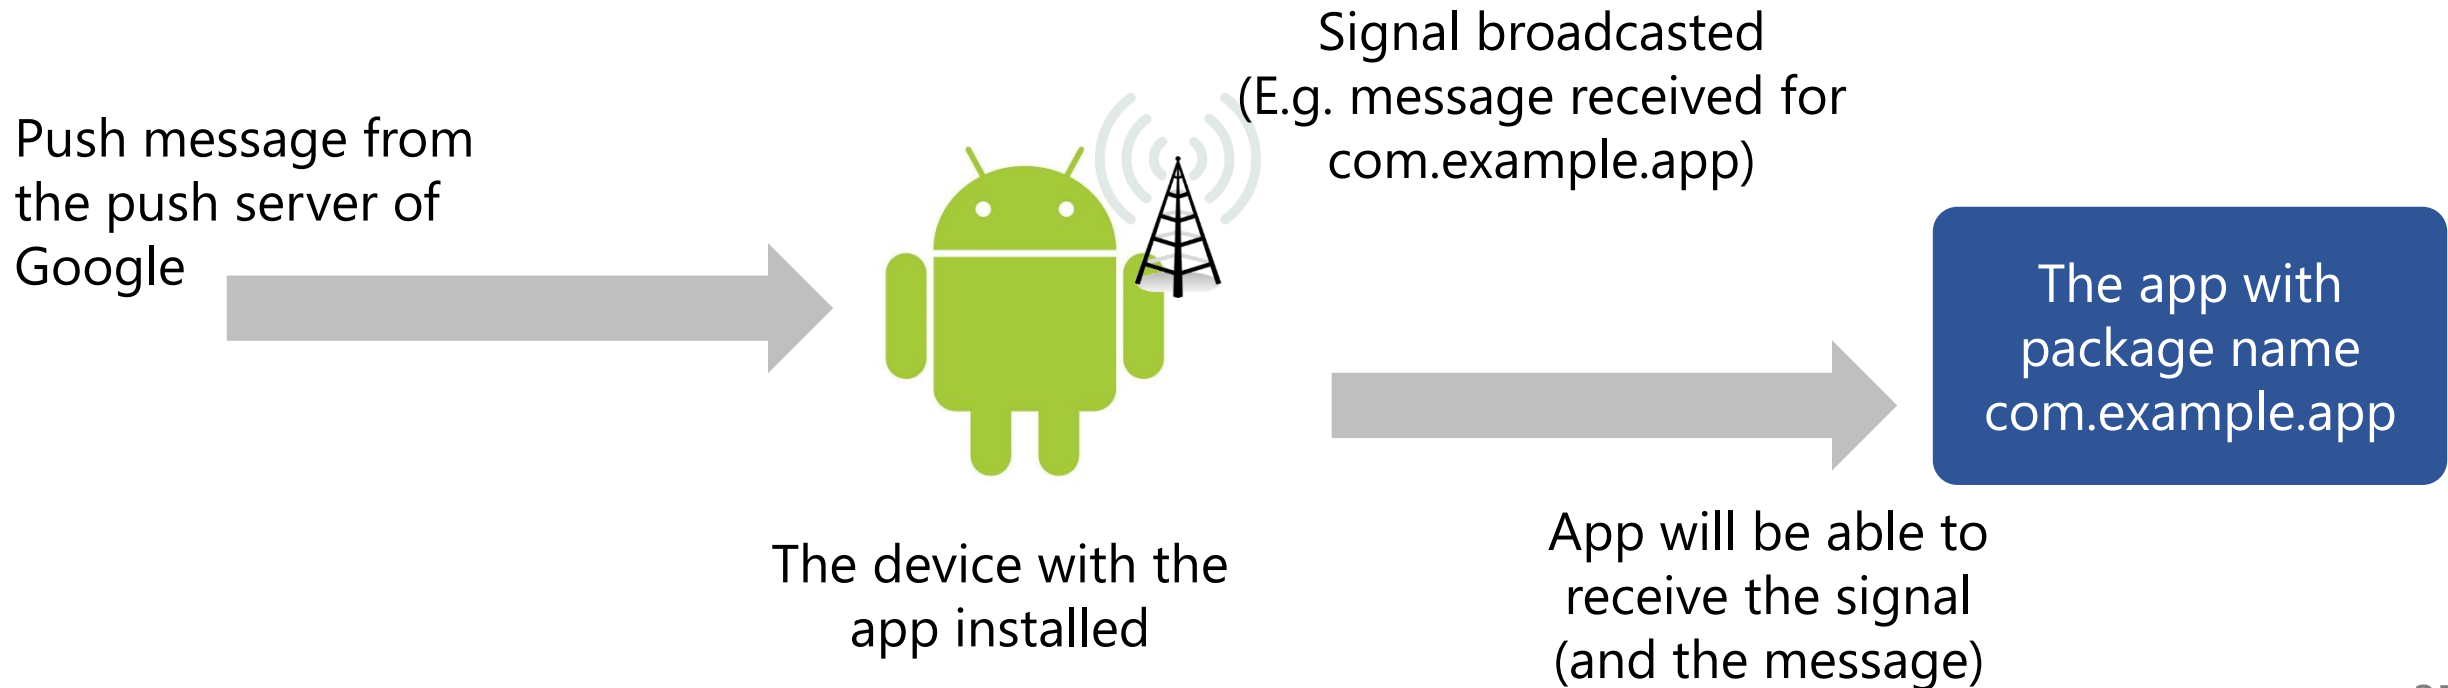 Push message from
the push server of
Google
Signal broadcasted
(E.g. message received for
com.example.app)
The device with the
app installed
The app with
package name
com.example.app
App will be able to
receive the signal
(and the message)